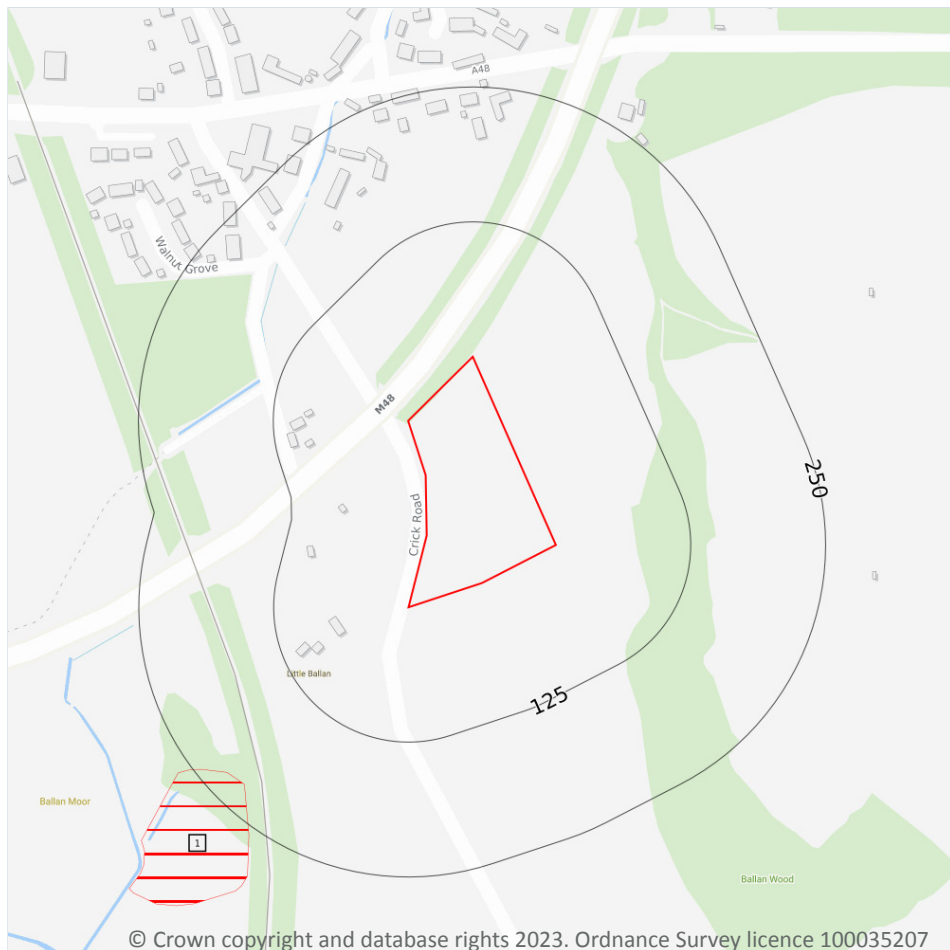 A48
Walnut Grove
M48
250
Crick Road
Little Ballan
125
Ballan Moor
1
Ballan Wood
© Crown copyright and database rights 2023. Ordnance Survey licence 100035207